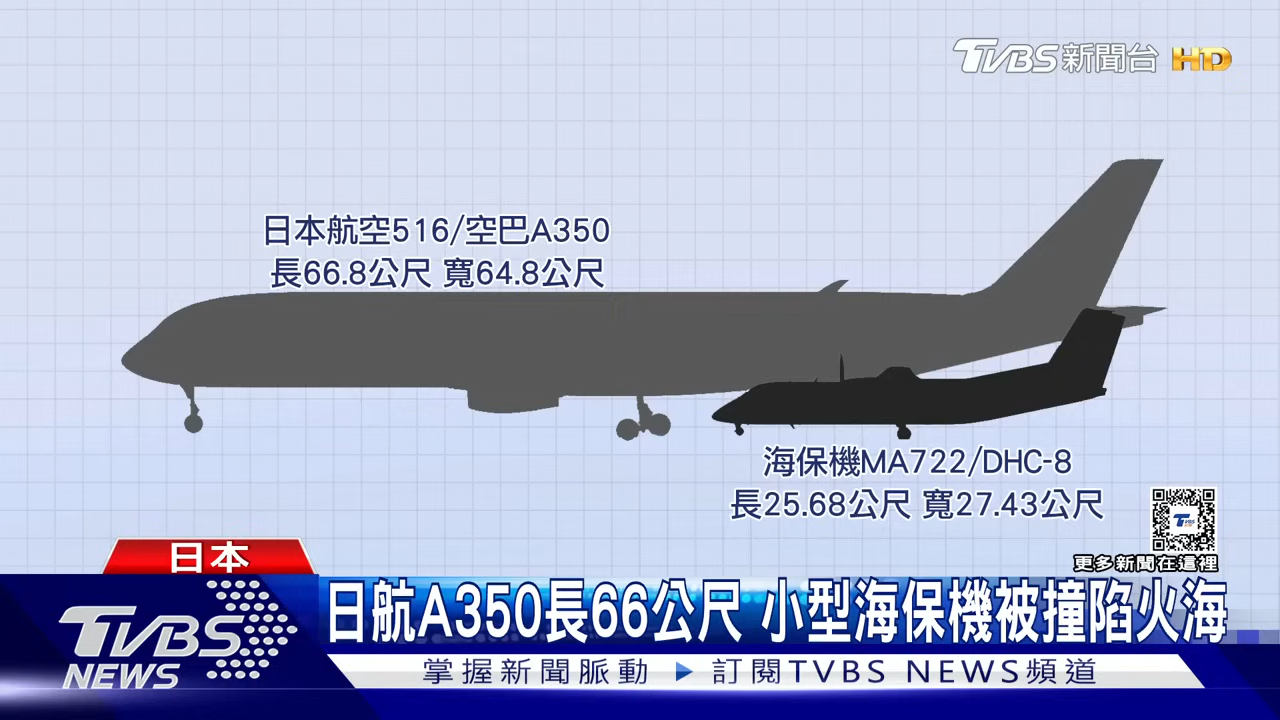 TVBS新聞台 HD
日本航空516/空巴A350
長66.8公尺 寬64.8公尺
海保機MA722/DHC-8
長25.68公尺 寬27.43公尺
TVBS
更多新聞在這裡
日本
日航A350長66公尺 小型海保機被撞陷火海
TVBS
NEWS
掌握新聞脈動 ▶ 訂閱TVBS NEWS頻道